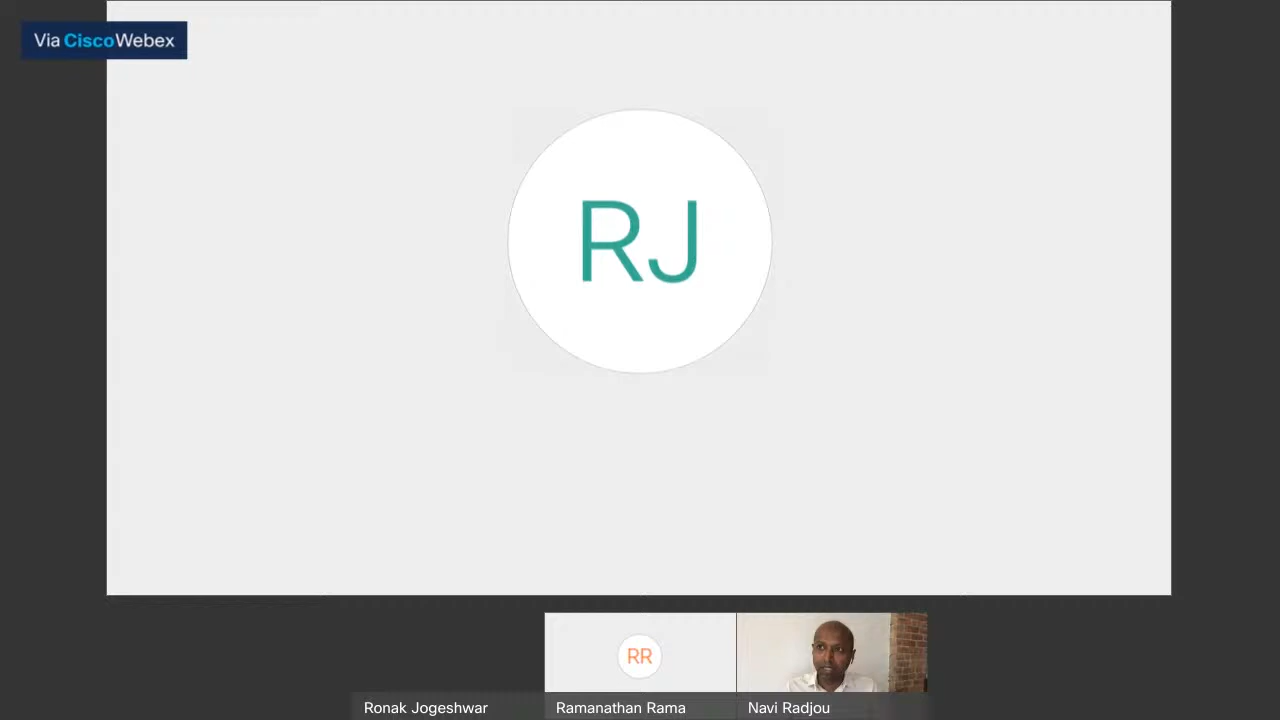 Via CiscoWebex
RJ
RR
Ronak Jogeshwar
Ramanathan Rama
Navi Radjou